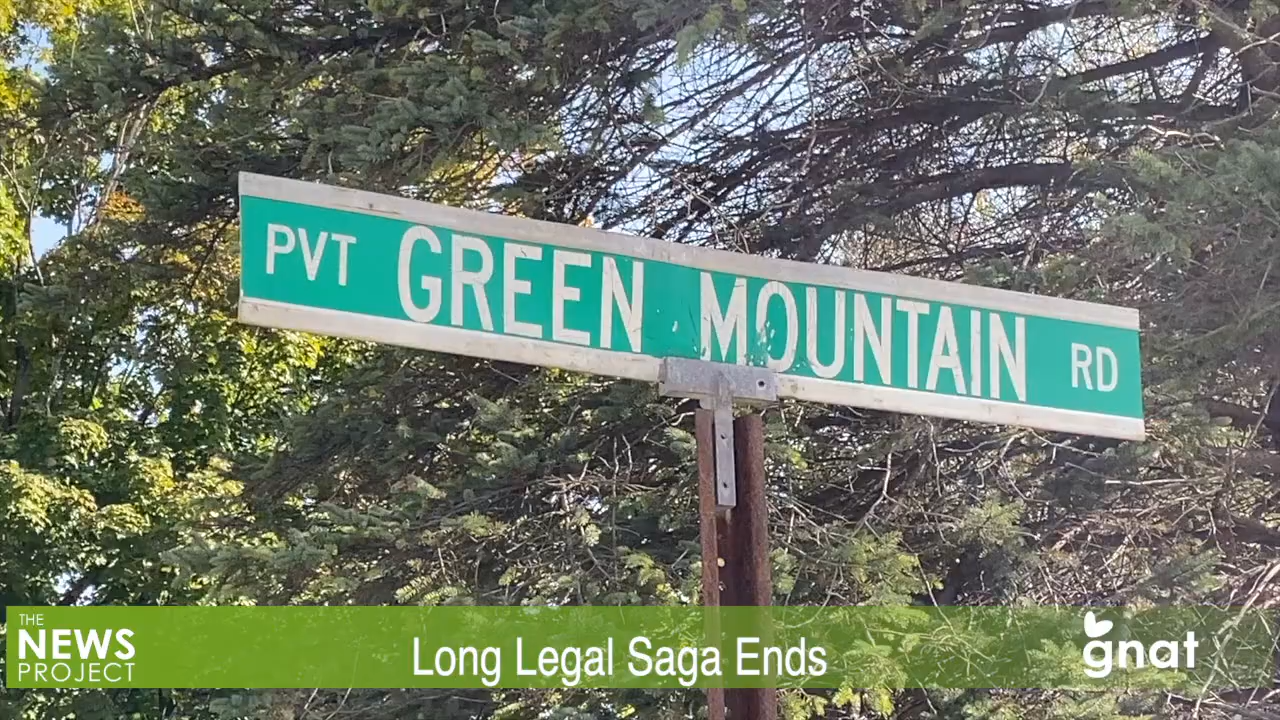 PVT GREEN MOUNTAIN RD
THE
NEWS
PROJECT
Long Legal Saga Ends
gnat